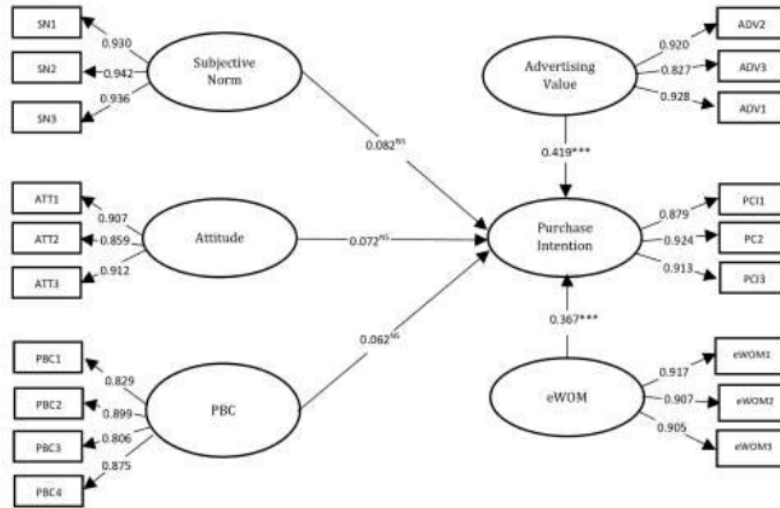 SN1
0.930
SN2
0.942
SN3
0.936
Subjective
Norm
0.082NS
ATT1
0.907
ATT2
0.859
ATT3
0.912
Attitude
0.072NS
PBC1
0.829
PBC2
0.899
PBC3
0.806
PBC4
0.875
PBC
0.062NS
Advertising
Value
0.920
ADV2
0.827
ADV3
0.928
ADV1
0.419***
Purchase
Intention
0.879
PCI1
0.924
PC2
0.913
PCI3
0.367***
eWOM
0.917
eWOM1
0.907
eWOM2
0.905
eWOM3